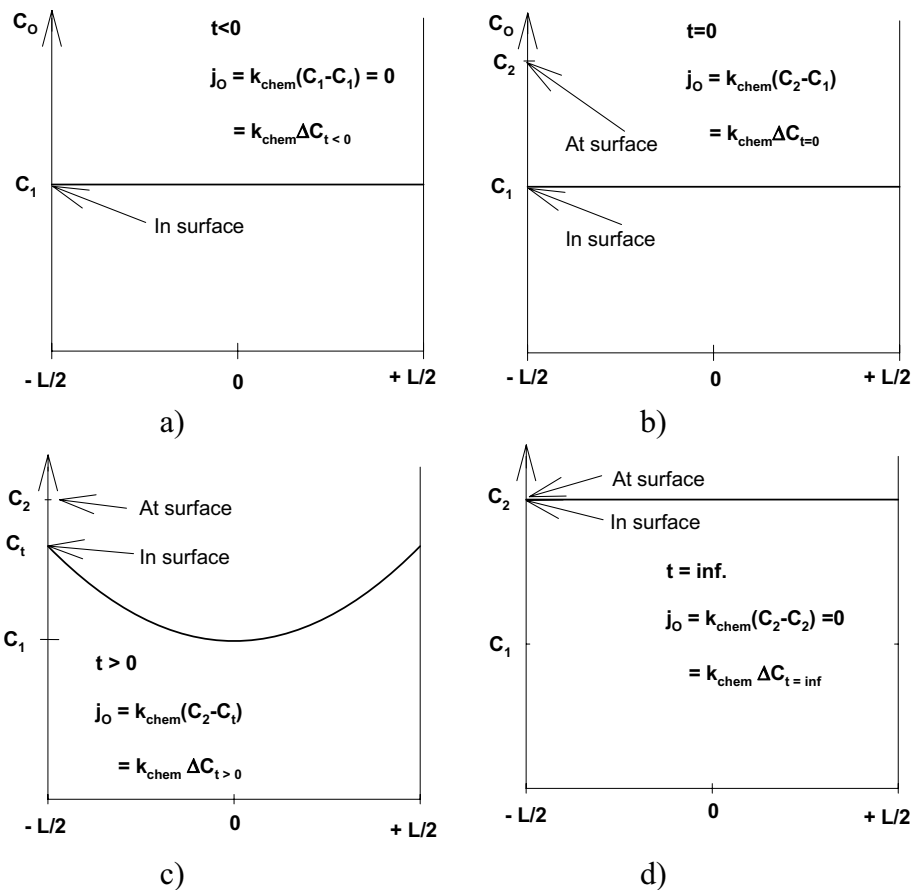 C_O
t<0
j_O = k_chem(C_1-C_1) = 0
= k_chem ΔC_t < 0
C_1
In surface
- L/2
0
+ L/2
a)
C_O
t=0
C_2
j_O = k_chem(C_2-C_1)
At surface
= k_chem ΔC_t=0
C_1
In surface
- L/2
0
+ L/2
b)
C_2
At surface
C_t
In surface
C_1
t > 0
j_O = k_chem(C_2-C_t)
= k_chem ΔC_t>0
- L/2
0
+ L/2
c)
At surface
C_2
In surface
t = inf.
j_O = k_chem(C_2-C_2) =0
C_1
= k_chem ΔC_t = inf
- L/2
0
+ L/2
d)